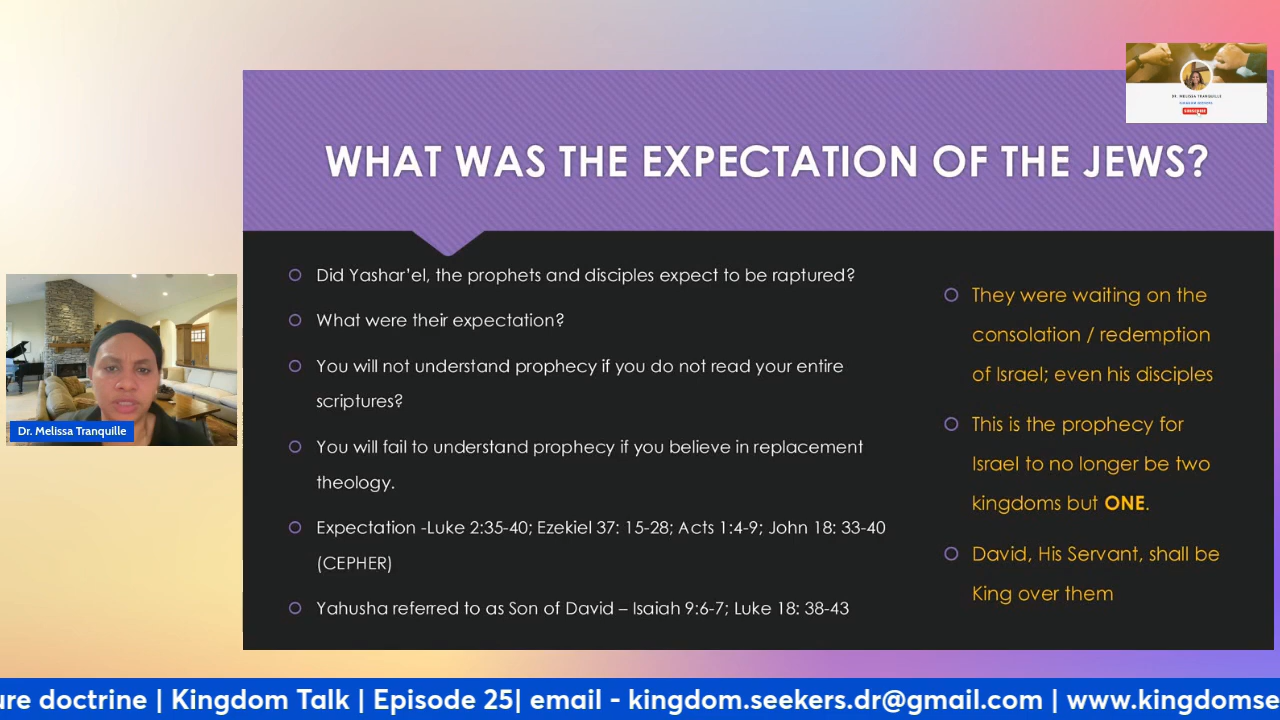 WHAT WAS THE EXPECTATION OF THE JEWS?
Did Yashar'el, the prophets and disciples expect to be raptured?
What were their expectation?
You will not understand prophecy if you do not read your entire
scriptures?
You will fail to understand prophecy if you believe in replacement
theology.
Expectation -Luke 2:35-40; Ezekiel 37: 15-28; Acts 1:4-9; John 18: 33-40
(CEPHER)
Yahusha referred to as Son of David – Isaiah 9:6-7; Luke 18: 38-43
They were waiting on the
consolation / redemption
of Israel; even his disciples
This is the prophecy for
Israel to no longer be two
kingdoms but ONE.
David, His Servant, shall be
King over them
DR. MELISSA TRANQUILLE
Dr. Melissa Tranquille
ure doctrine | Kingdom Talk | Episode 25| email - kingdom.seekers.dr@gmail.com | www.kingdomse